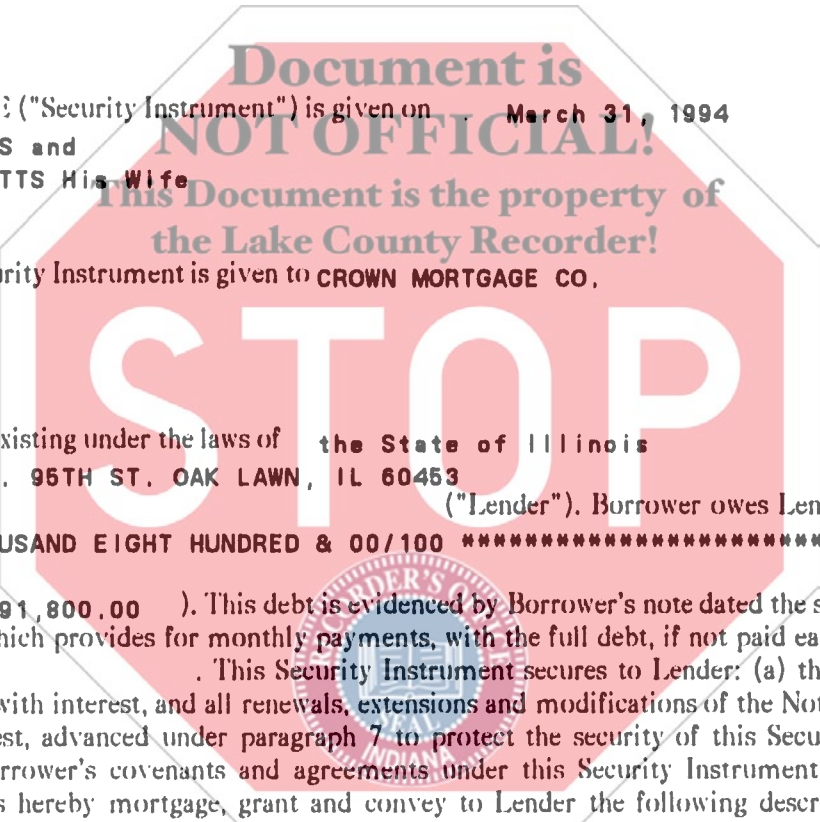 Document is
E ("Security Instrument") is given on . March 31, 1994
NOT OFFICIAL!
S and
TTS His Wife
This Document is the property of
the Lake County Recorder!
urity Instrument is given to CROWN MORTGAGE CO.
STOP
xisting under the laws of the State of Illinois
. 95TH ST. OAK LAWN, IL 60453
("Lender"). Borrower owes Len
USAND EIGHT HUNDRED & 00/100 ************************
91,800.00 ). This debt is evidenced by Borrower's note dated the s
hich provides for monthly payments, with the full debt, if not paid ea
. This Security Instrument secures to Lender: (a) th
with interest, and all renewals, extensions and modifications of the Not
est, advanced under paragraph 7 to protect the security of this Secu
rrower's covenants and agreements under this Security Instrument
s hereby mortgage, grant and convey to Lender the following descr
RECORDER'S OFFICE
SEAL
INDIANA